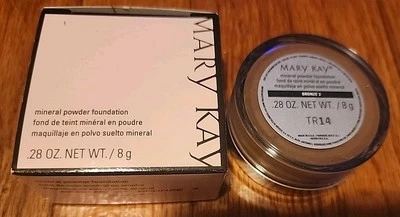 MARY KAY
mineral powder foundation
fond de teint minéral en poudre
maquillaje en polvo suelto mineral
.28 OZ. NET WT. / 8 g
MARY KAY
mineral powder foundation
fond de teint minéral en poudre
maquillaje en polvo suelto mineral
BRONZE 5
.28 OZ. NET WT. / 8 g
TR14